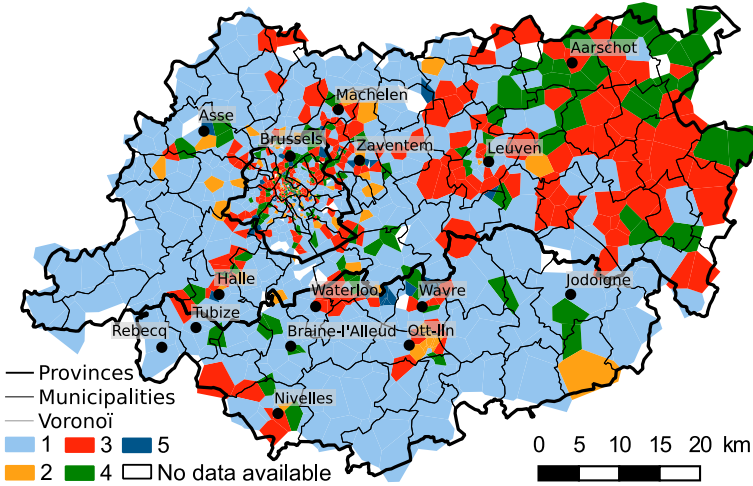 Aarschot
Machelen
Asse
Brussels
Zaventem
Leuven
Halle
Waterloo
Wavre
Jodoigne
Tubize
Rebecq
Braine-l'Alleud
Ott-lln
Nivelles
Provinces
Municipalities
Voronoï
1 3 5
2 4 No data available
0 5 10 15 20 km